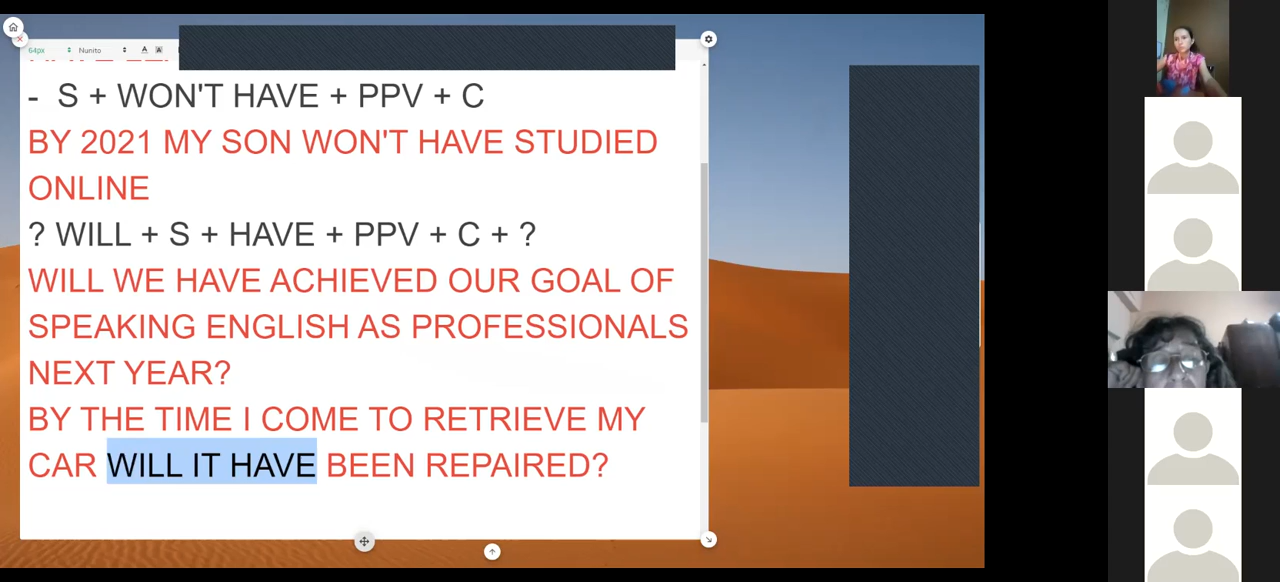 64px Nunito A A
- S + WON'T HAVE + PPV + C
BY 2021 MY SON WON'T HAVE STUDIED
ONLINE
? WILL + S + HAVE + PPV + C + ?
WILL WE HAVE ACHIEVED OUR GOAL OF
SPEAKING ENGLISH AS PROFESSIONALS
NEXT YEAR?
BY THE TIME I COME TO RETRIEVE MY
CAR WILL IT HAVE BEEN REPAIRED?